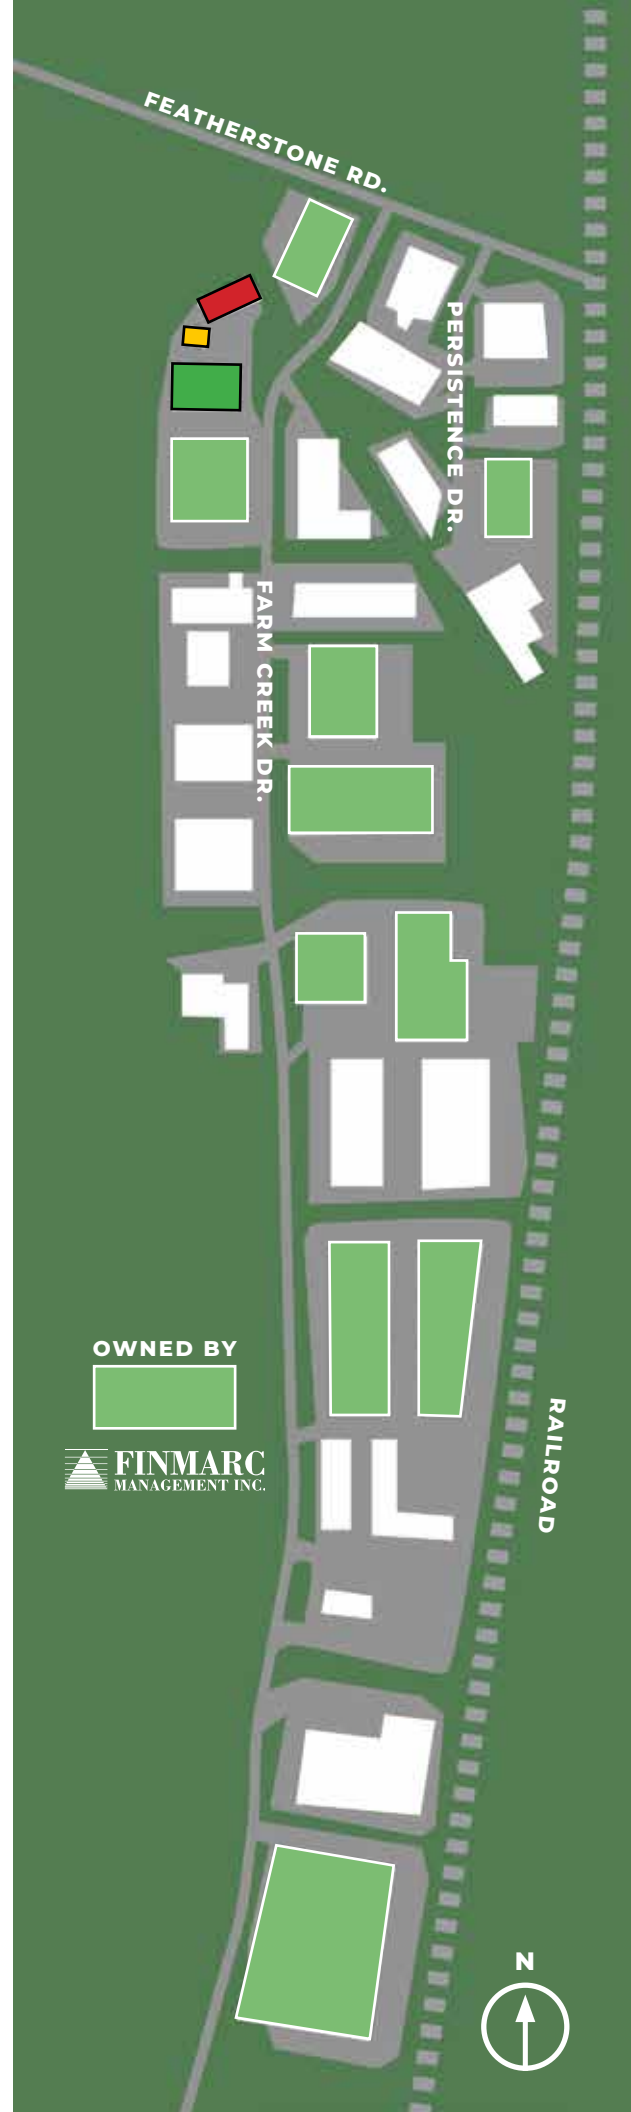 FEATHERSTONE RD.
PERSISTENCE DR.
FARM CREEK DR.
OWNED BY
FINMARC
MANAGEMENT INC.
RAILROAD
N